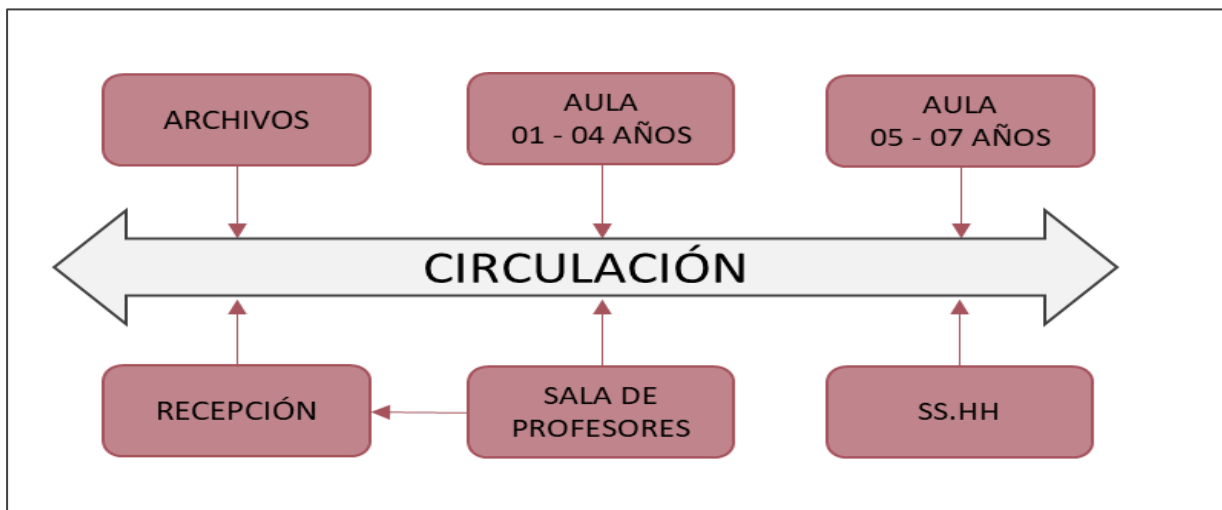 ARCHIVOS
AULA
01 - 04 AÑOS
AULA
05 - 07 AÑOS
CIRCULACIÓN
RECEPCIÓN
SALA DE
PROFESORES
SS.HH